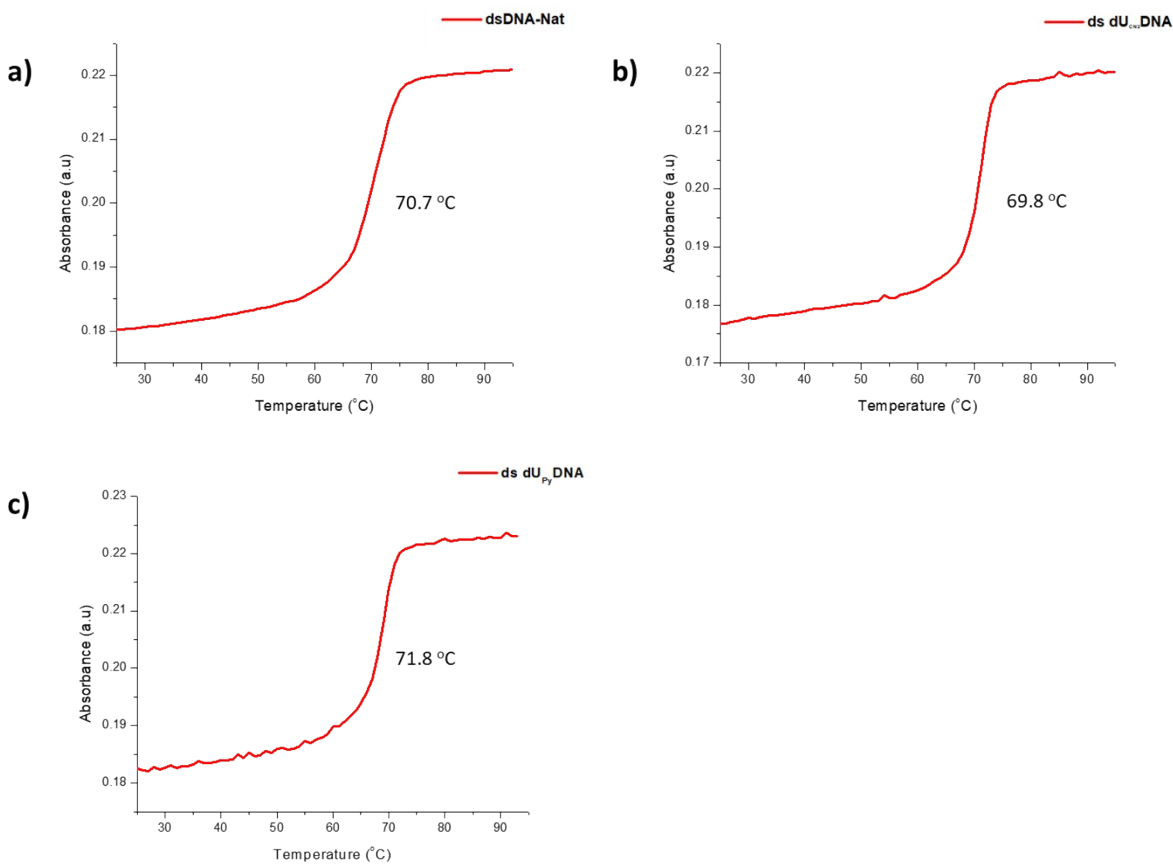 dsDNA-Nat
a)
0.22
0.21
0.20
0.19
0.18
70.7 °C
Absorbance (a.u)
30 40 50 60 70 80 90
Temperature (°C)
ds dU DNA
b)
0.22
0.21
0.20
0.19
0.18
0.17
69.8 °C
Absorbance (a.u)
30 40 50 60 70 80 90
Temperature (°C)
ds dUPyDNA
c)
0.23
0.22
0.21
0.20
0.19
0.18
71.8 °C
Absorbance (a.u)
30 40 50 60 70 80 90
Temperature (°C)